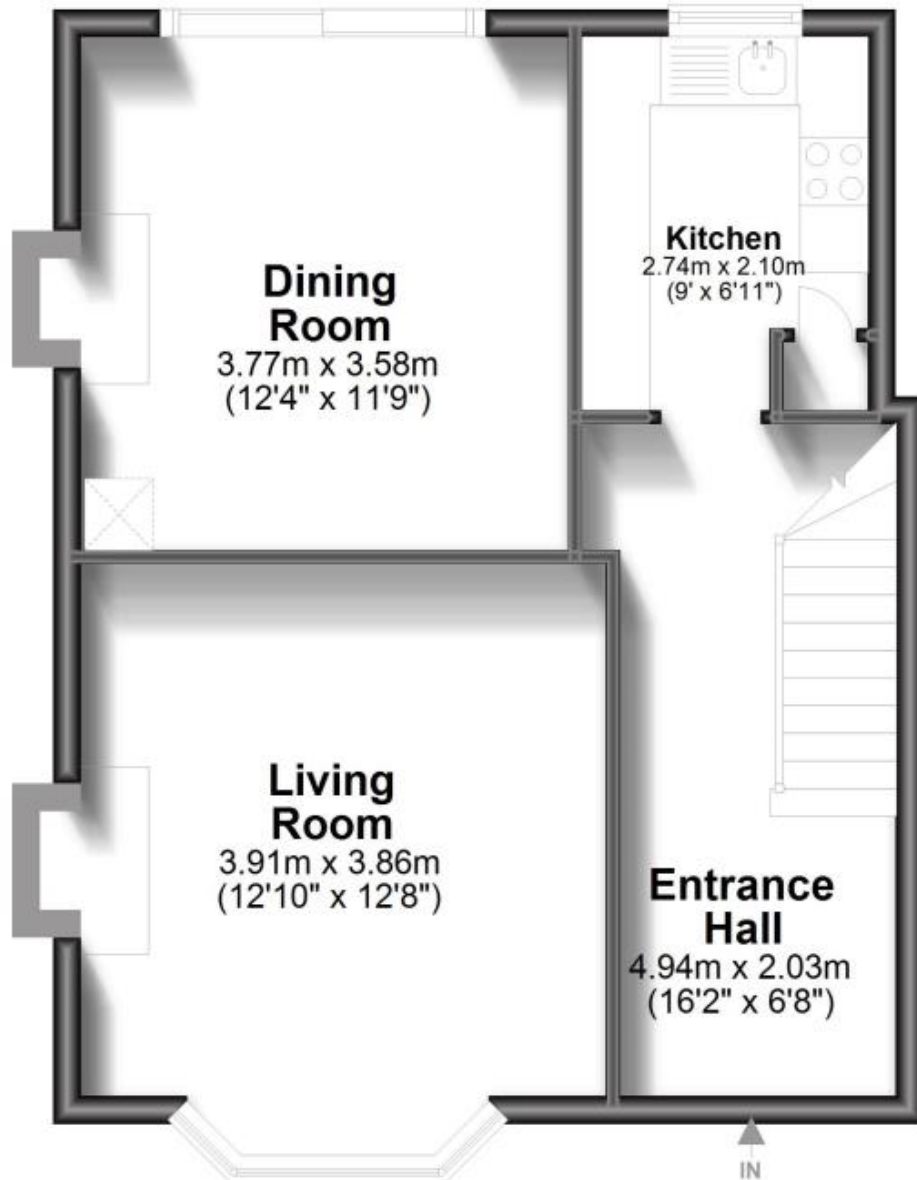 Kitchen
2.74m x 2.10m
(9' x 6'11")
Dining
Room
3.77m x 3.58m
(12'4" x 11'9")
Living
Room
3.91m x 3.86m
(12'10" x 12'8")
Entrance
Hall
4.94m x 2.03m
(16'2" x 6'8")
IN